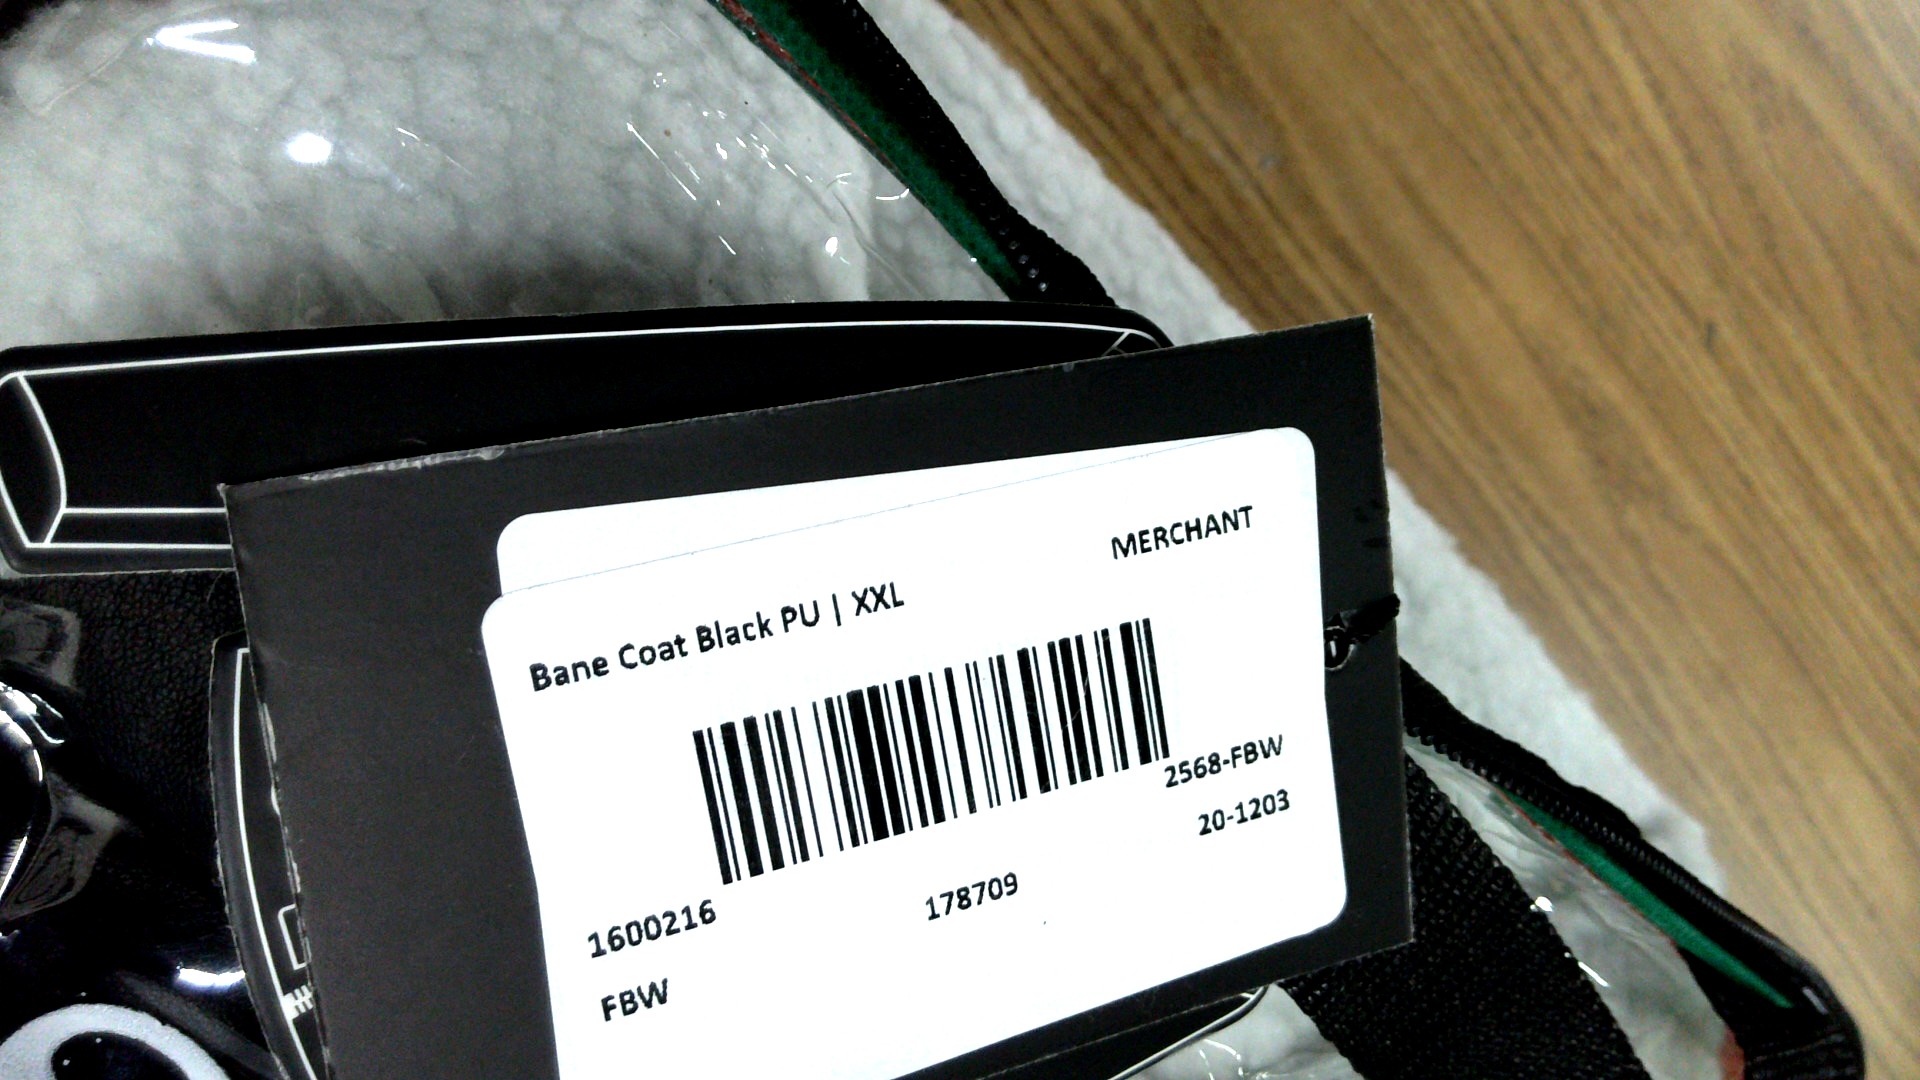 MERCHANT
Bane Coat Black PU | XXL
2568-FBW
20-1203
1600216
178709
FBW